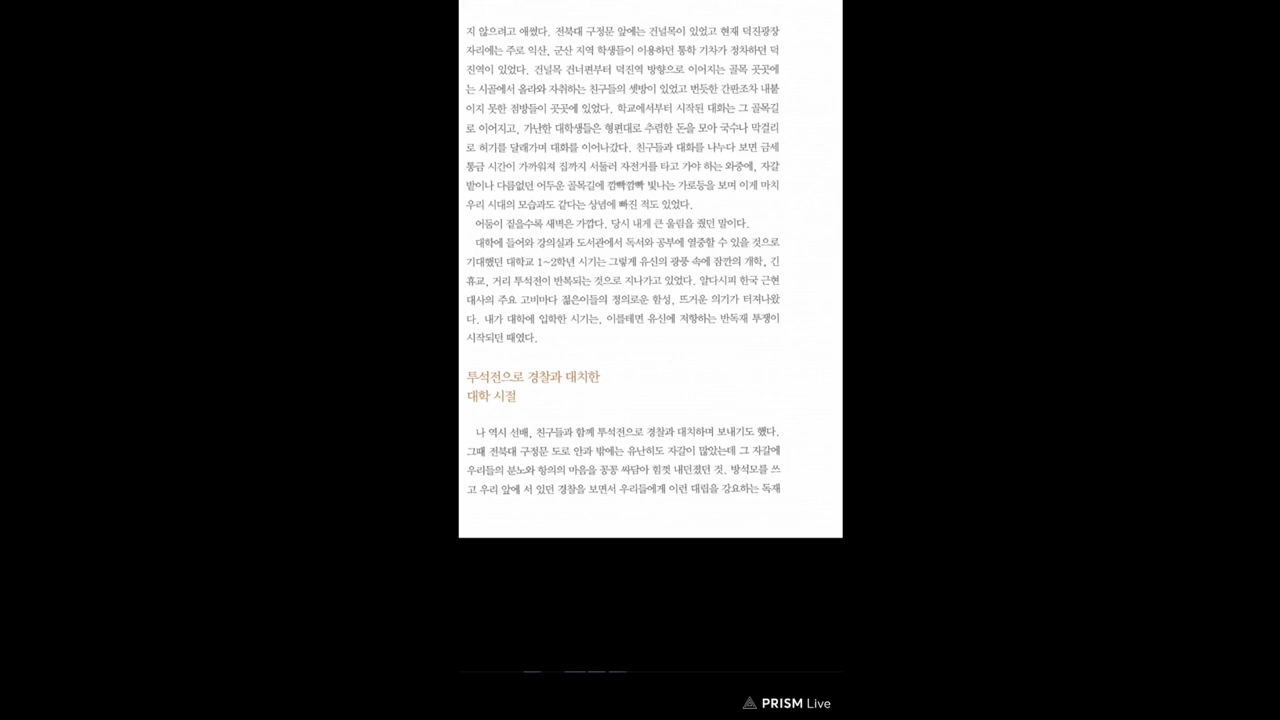 지 않으려고 애썼다. 전북대 구정문 앞에는 건널목이 있었고 현재 덕진광장
자리에는 주로 익산, 군산 지역 학생들이 이용하던 통학 기차가 정차하던 덕
진역이 있었다. 건널목 건너편부터 덕진역 방향으로 이어지는 골목 곳곳에
는 시골에서 올라와 자취하는 친구들의 셋방이 있었고 번듯한 간판조차 내붙
이지 못한 점방들이 곳곳에 있었다. 학교에서부터 시작된 대화는 그 골목길
로 이어지고, 가난한 대학생들은 형편대로 추렴한 돈을 모아 국수나 막걸리
로 허기를 달래가며 대화를 이어나갔다. 친구들과 대화를 나누다 보면 금세
통금 시간이 가까워져 집까지 서둘러 자전거를 타고 가야 하는 와중에, 자갈
밭이나 다름없던 어두운 골목길에 깜빡깜빡 빛나는 가로등을 보며 이게 마치
우리 시대의 모습과도 같다는 상념에 빠진 적도 있었다.
어둠이 짙을수록 새벽은 가깝다. 당시 내게 큰 울림을 줬던 말이다.
대학에 들어와 강의실과 도서관에서 독서와 공부에 열중할 수 있을 것으로
기대했던 대학교 1~2학년 시기는 그렇게 유신의 광풍 속에 잠깐의 개학, 긴
휴교, 거리 투석전이 반복되는 것으로 지나가고 있었다. 알다시피 한국 근현
대사의 주요 고비마다 젊은이들의 정의로운 함성, 뜨거운 의기가 터져나왔
다. 내가 대학에 입학한 시기는, 이를테면 유신에 저항하는 반독재 투쟁이
시작되던 때였다.
투석전으로 경찰과 대치한
대학 시절
나 역시 선배, 친구들과 함께 투석전으로 경찰과 대치하며 보내기도 했다.
그때 전북대 구정문 도로 안과 밖에는 유난히도 자갈이 많았는데 그 자갈에
우리들의 분노와 항의의 마음을 꽁꽁 싸담아 힘껏 내던졌던 것. 방석모를 쓰
고 우리 앞에 서 있던 경찰을 보면서 우리들에게 이런 대립을 강요하는 독재
PRISM Live